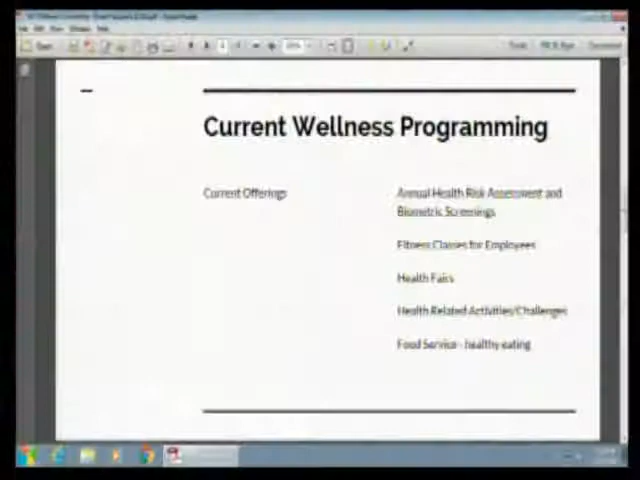 Current Wellness Programming
Current Offerings
Annual Health Risk Assessment and
Biometric Screenings
Fitness Classes for Employees
Health Fairs
Health Related Activities/Challenges
Food Service - healthy eating